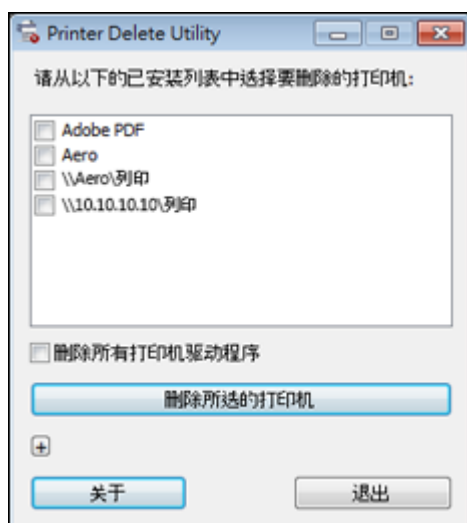 Printer Delete Utility
请从以下的已安装列表中选择要删除的打印机:
Adobe PDF
Aero
\\Aero\列印
\\10.10.10.10\列印
删除所有打印机驱动程序
删除所选的打印机
关于
退出